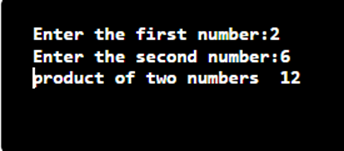 Enter the first number:2
Enter the second number:6
product of two numbers  12